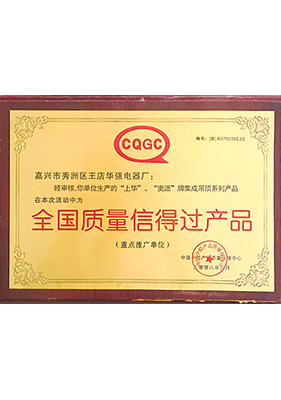 CQGC
编号:[质]A070038E22
嘉兴市秀洲区王店华强电器厂:
经审核,你单位生产的“上华”、“奥派”牌集成吊顶系列产品
在本次活动中为
全国质量信得过产品
(重点推广单位)